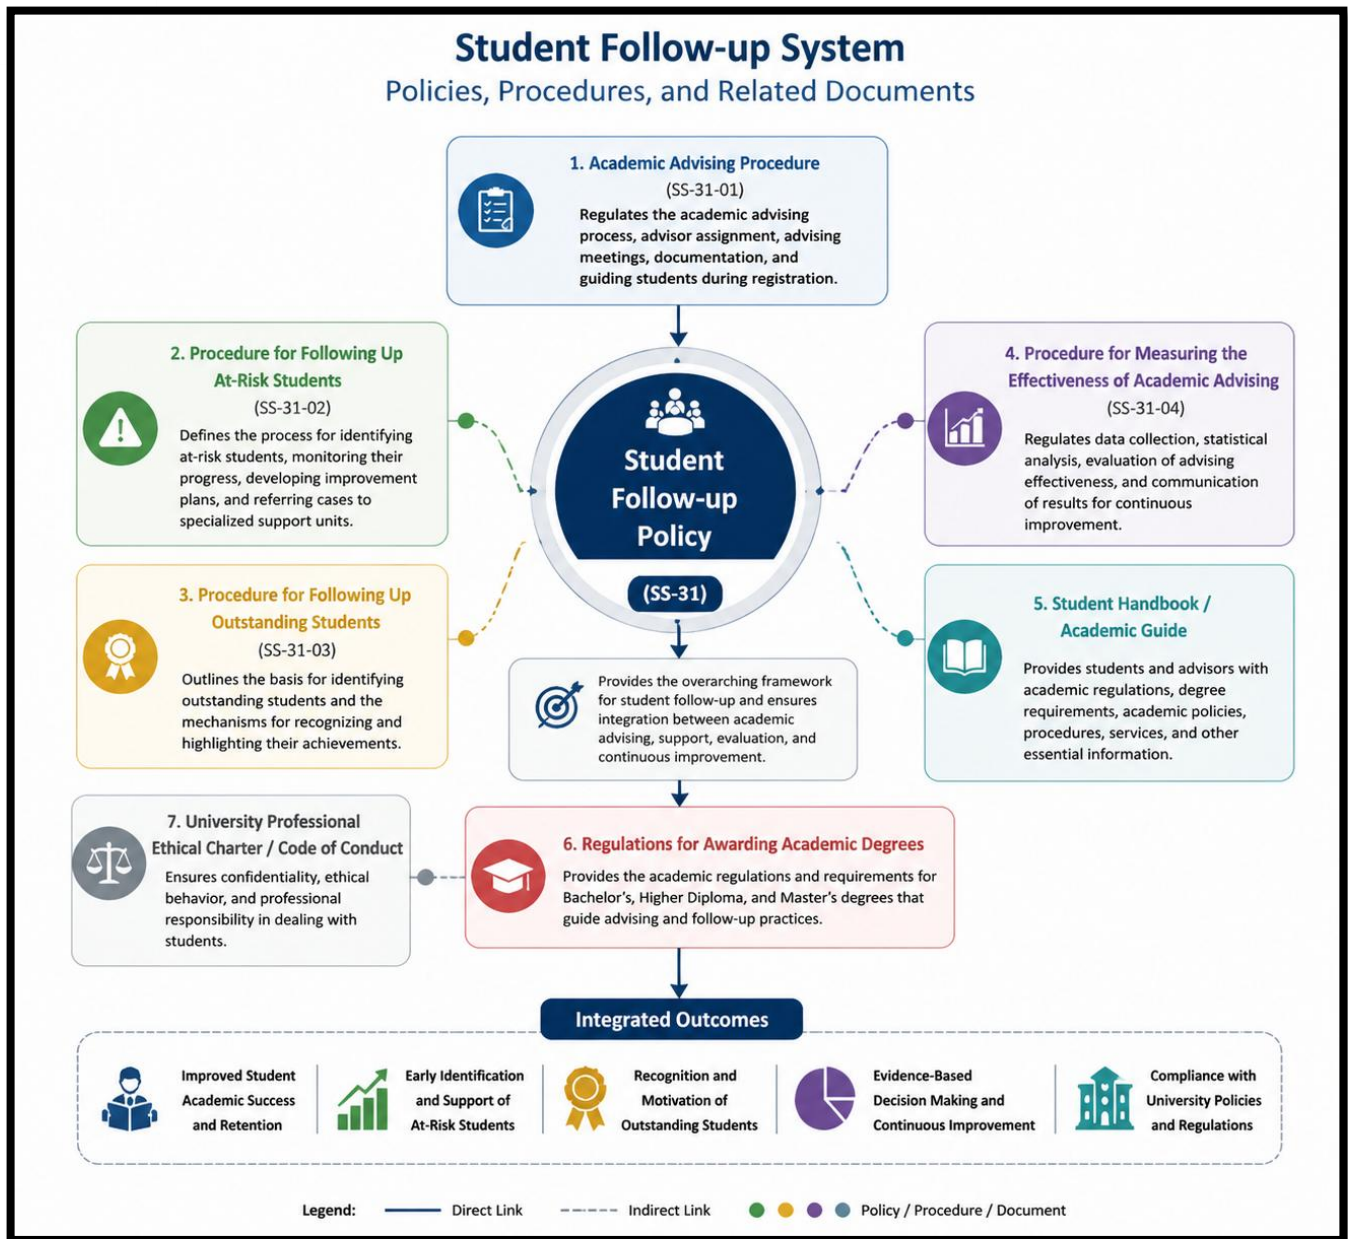 Student Follow-up System
Policies, Procedures, and Related Documents
1. Academic Advising Procedure
(SS-31-01)
Regulates the academic advising
process, advisor assignment, advising
meetings, documentation, and
guiding students during registration.
2. Procedure for Following Up
At-Risk Students
(SS-31-02)
Defines the process for identifying
at-risk students, monitoring their
progress, developing improvement
plans, and referring cases to
specialized support units.
4. Procedure for Measuring the
Effectiveness of Academic Advising
(SS-31-04)
Regulates data collection, statistical
analysis, evaluation of advising
effectiveness, and communication
of results for continuous
improvement.
Student
Follow-up
Policy
(SS-31)
3. Procedure for Following Up
Outstanding Students
(SS-31-03)
Outlines the basis for identifying
outstanding students and the
mechanisms for recognizing and
highlighting their achievements.
5. Student Handbook /
Academic Guide
Provides students and advisors with
academic regulations, degree
requirements, academic policies,
procedures, services, and other
essential information.
Provides the overarching framework
for student follow-up and ensures
integration between academic
advising, support, evaluation, and
continuous improvement.
7. University Professional
Ethical Charter / Code of Conduct
Ensures confidentiality, ethical
behavior, and professional
responsibility in dealing with
students.
6. Regulations for Awarding Academic Degrees
Provides the academic regulations and requirements for
Bachelor's, Higher Diploma, and Master's degrees that
guide advising and follow-up practices.
Integrated Outcomes
Improved Student
Academic Success
and Retention
Early Identification
and Support of
At-Risk Students
Recognition and
Motivation of
Outstanding Students
Evidence-Based
Decision Making and
Continuous Improvement
Compliance with
University Policies
and Regulations
Legend: Direct Link Indirect Link Policy / Procedure / Document